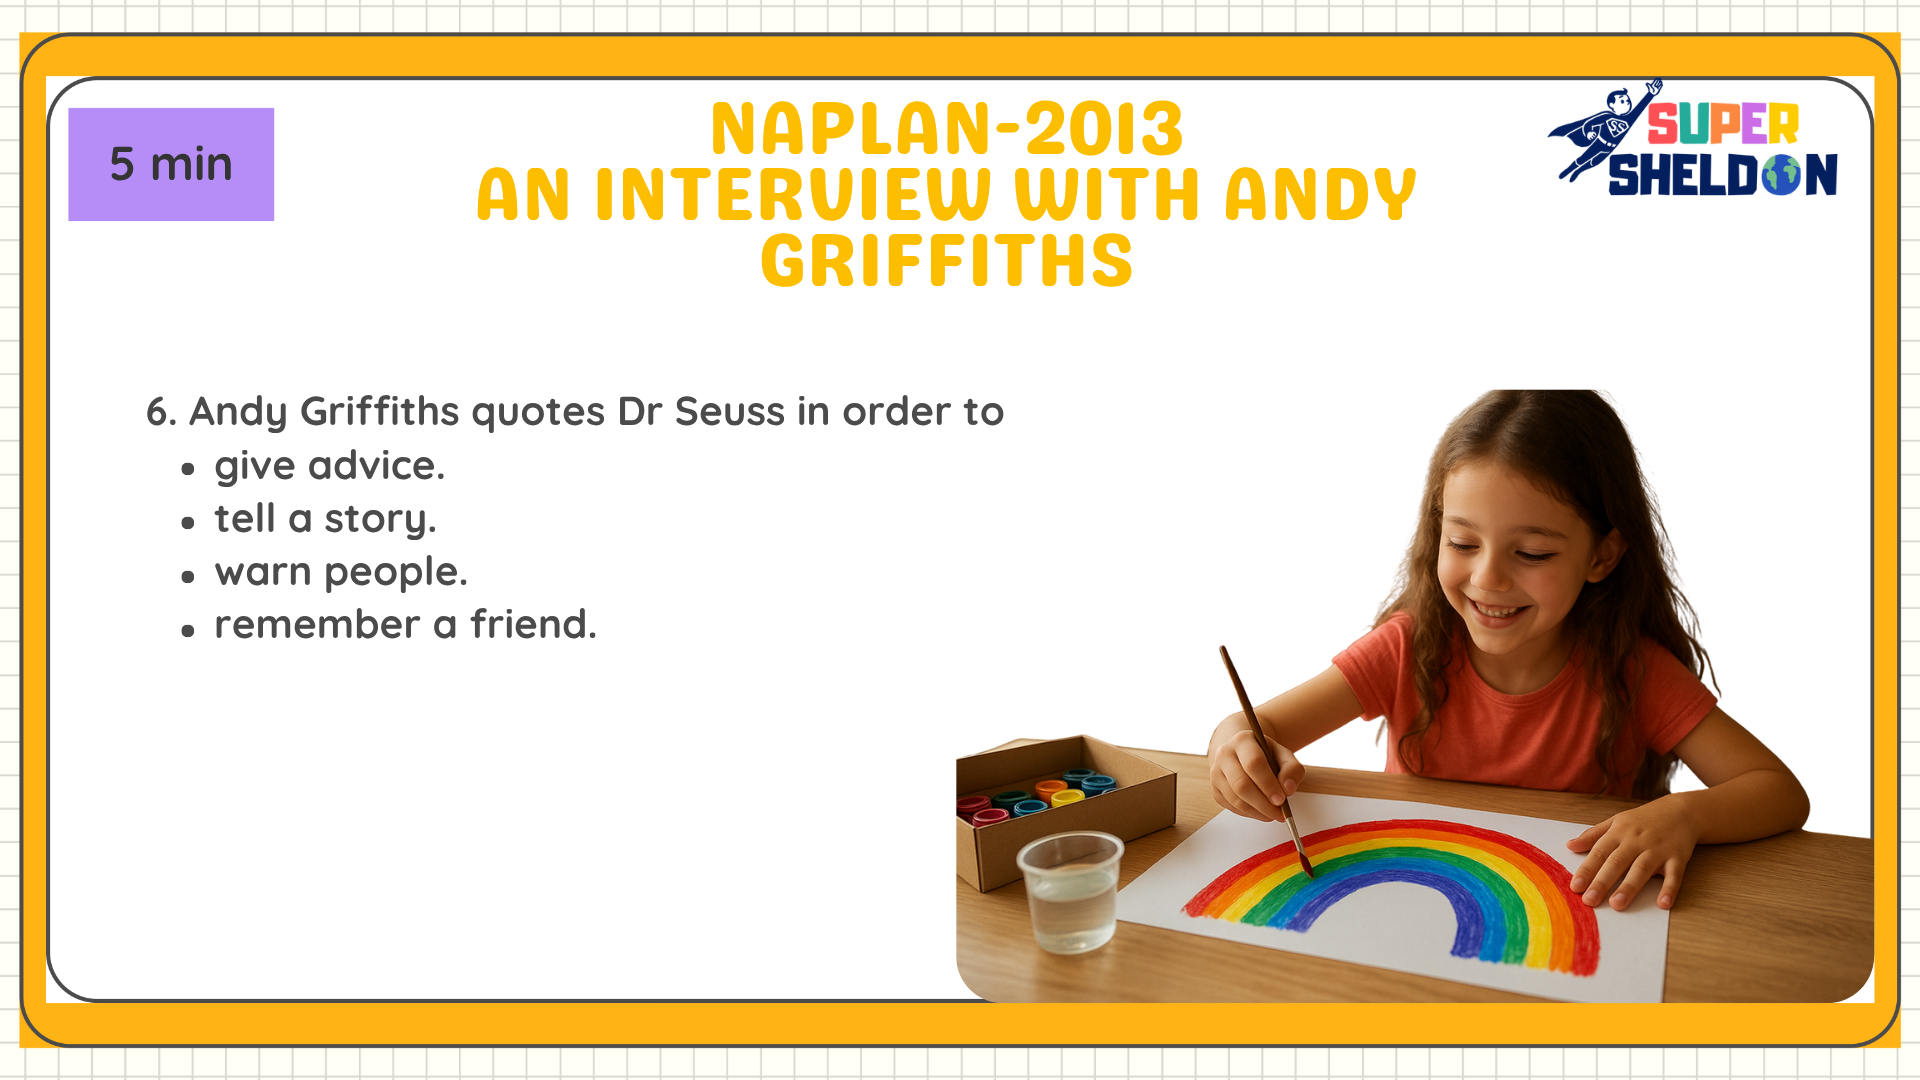 5 min
NAPLAN-2013
AN INTERVIEW WITH ANDY
GRIFFITHS
SS
SUPER
SHELDON
6. Andy Griffiths quotes Dr Seuss in order to
• give advice.
• tell a story.
• warn people.
• remember a friend.